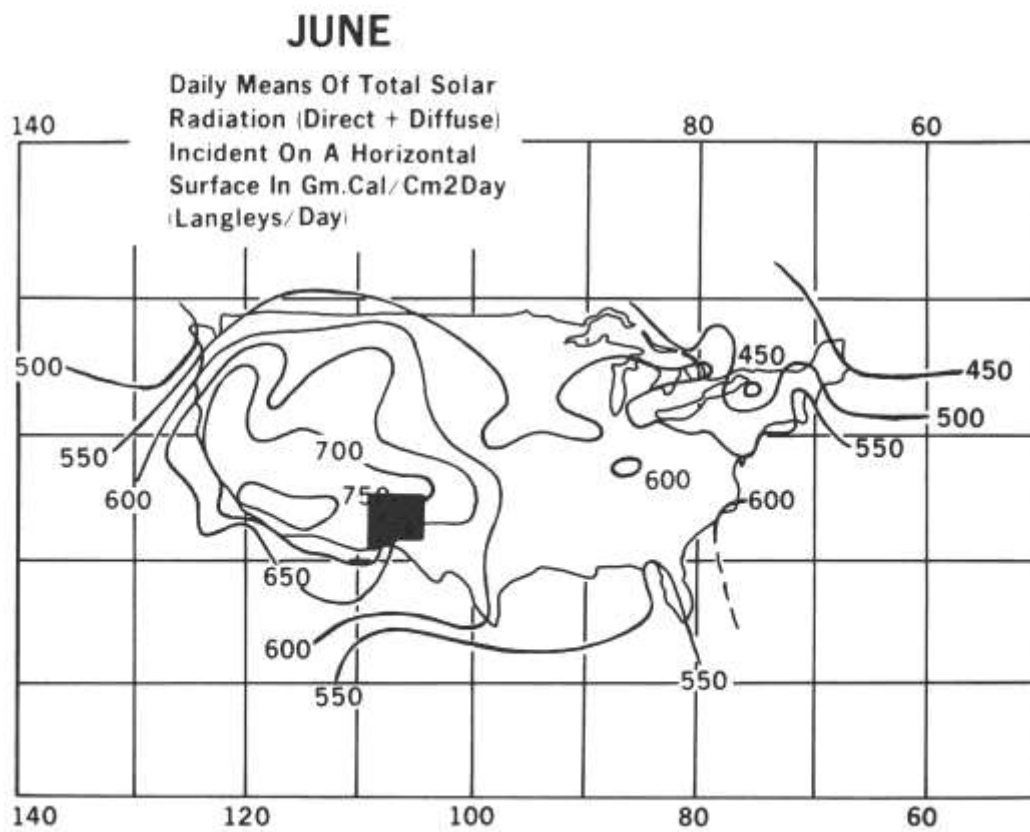 JUNE
Daily Means Of Total Solar
Radiation (Direct + Diffuse)
Incident On A Horizontal
Surface In Gm.Cal/Cm2Day
(Langleys/Day)
140 80 60
500
450
450
500
550
550
600
700
750
600
600
650
600
550
550
140 120 100 80 60